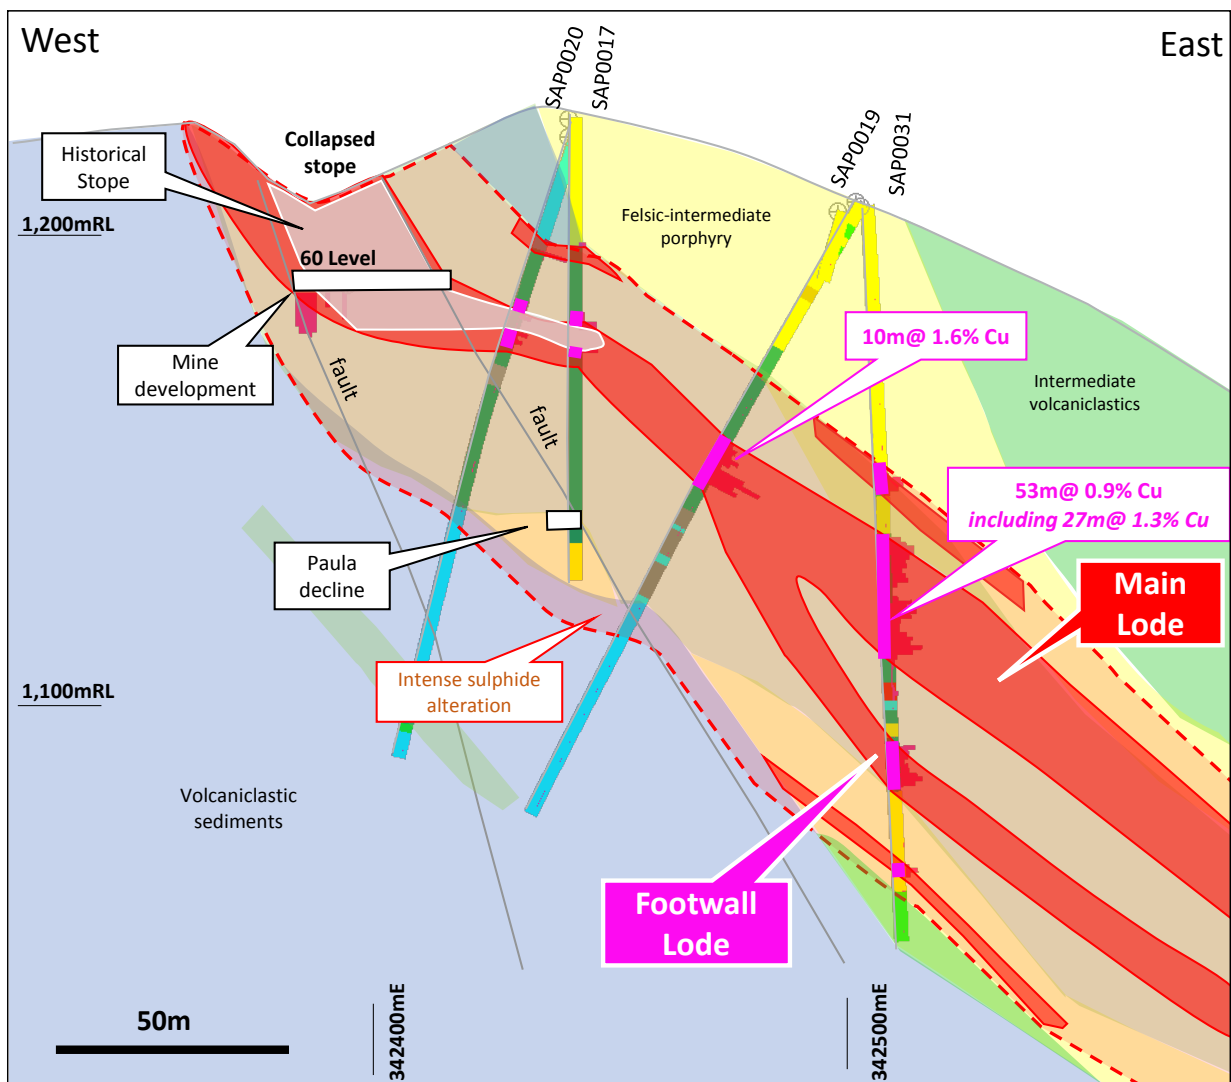 West
East
SAP0020
SAP0017
SAP0019
SAP0031
Historical
Stope
Collapsed
stope
1,200mRL
Felsic-intermediate
porphyry
60 Level
10m@ 1.6% Cu
Mine
development
fault
fault
Intermediate
volcaniclastics
53m@ 0.9% Cu
including 27m@ 1.3% Cu
Paula
decline
Main
Lode
Intense sulphide
alteration
1,100mRL
Volcaniclastic
sediments
Footwall
Lode
50m
342400mE
342500mE